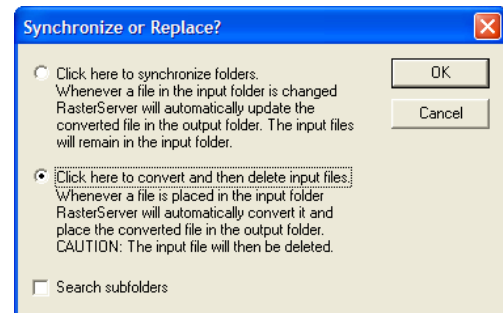 Synchronize or Replace?
Click here to synchronize folders.
Whenever a file in the input folder is changed
RasterServer will automatically update the
converted file in the output folder. The input files
will remain in the input folder.
OK
Cancel
Click here to convert and then delete input files.
Whenever a file is placed in the input folder
RasterServer will automatically convert it and
place the converted file in the output folder.
CAUTION: The input file will then be deleted.
Search subfolders